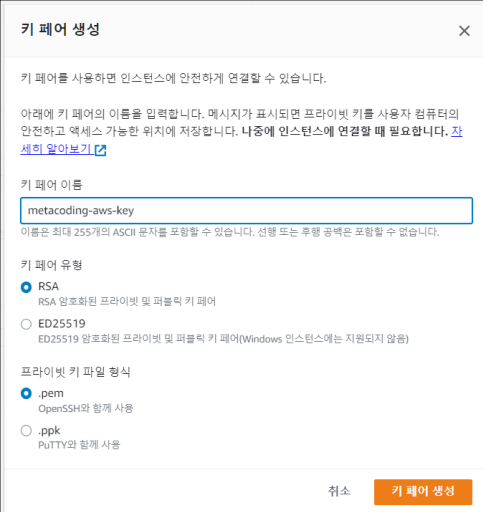 키 페어 생성
키 페어를 사용하면 인스턴스에 안전하게 연결할 수 있습니다.
아래에 키 페어의 이름을 입력합니다. 메시지가 표시되면 프라이빗 키를 사용자 컴퓨터의
안전하고 액세스 가능한 위치에 저장합니다. 나중에 인스턴스에 연결할 때 필요합니다. 자
세히 알아보기
키 페어 이름
metacoding-aws-key
이름은 최대 255개의 ASCII 문자를 포함할 수 있습니다. 선행 또는 후행 공백은 포함할 수 없습니다.
키 페어 유형
RSA
RSA 암호화된 프라이빗 및 퍼블릭 키 페어
ED25519
ED25519 암호화된 프라이빗 및 퍼블릭 키 페어(Windows 인스턴스에는 지원되지 않음)
프라이빗 키 파일 형식
.pem
OpenSSH와 함께 사용
.ppk
PuTTY와 함께 사용
취소
키 페어 생성